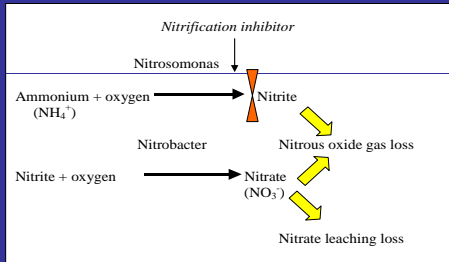 Nitrification inhibitor
Nitrosomonas
Ammonium + oxygen Nitrite
(NH₄⁺)
Nitrobacter Nitrous oxide gas loss
Nitrite + oxygen Nitrate
(NO₃⁻)
Nitrate leaching loss